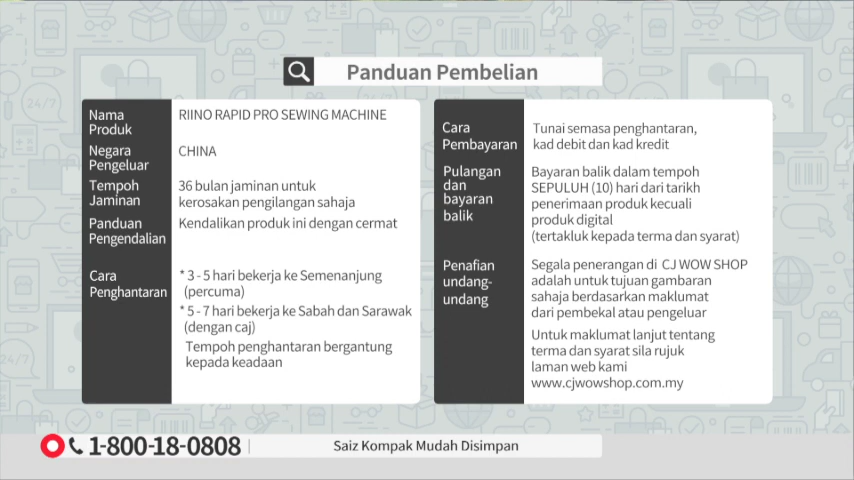 Panduan Pembelian
Nama
Produk
RIINO RAPID PRO SEWING MACHINE
Negara
Pengeluar
CHINA
Tempoh
Jaminan
36 bulan jaminan untuk
kerosakan pengilangan sahaja
Panduan
Pengendalian
Kendalikan produk ini dengan cermat
Cara
Penghantaran
* 3 - 5 hari bekerja ke Semenanjung
(percuma)
* 5 - 7 hari bekerja ke Sabah dan Sarawak
(dengan caj)
Tempoh penghantaran bergantung
kepada keadaan
Cara
Pembayaran
Tunai semasa penghantaran,
kad debit dan kad kredit
Pulangan
dan
bayaran
balik
Bayaran balik dalam tempoh
SEPULUH (10) hari dari tarikh
penerimaan produk kecuali
produk digital
(tertakluk kepada terma dan syarat)
Penafian
undang-
undang
Segala penerangan di CJ WOW SHOP
adalah untuk tujuan gambaran
sahaja berdasarkan maklumat
dari pembekal atau pengeluar
Untuk maklumat lanjut tentang
terma dan syarat sila rujuk
laman web kami
www.cjwowshop.com.my
1-800-18-0808
Saiz Kompak Mudah Disimpan
24/7
24/7